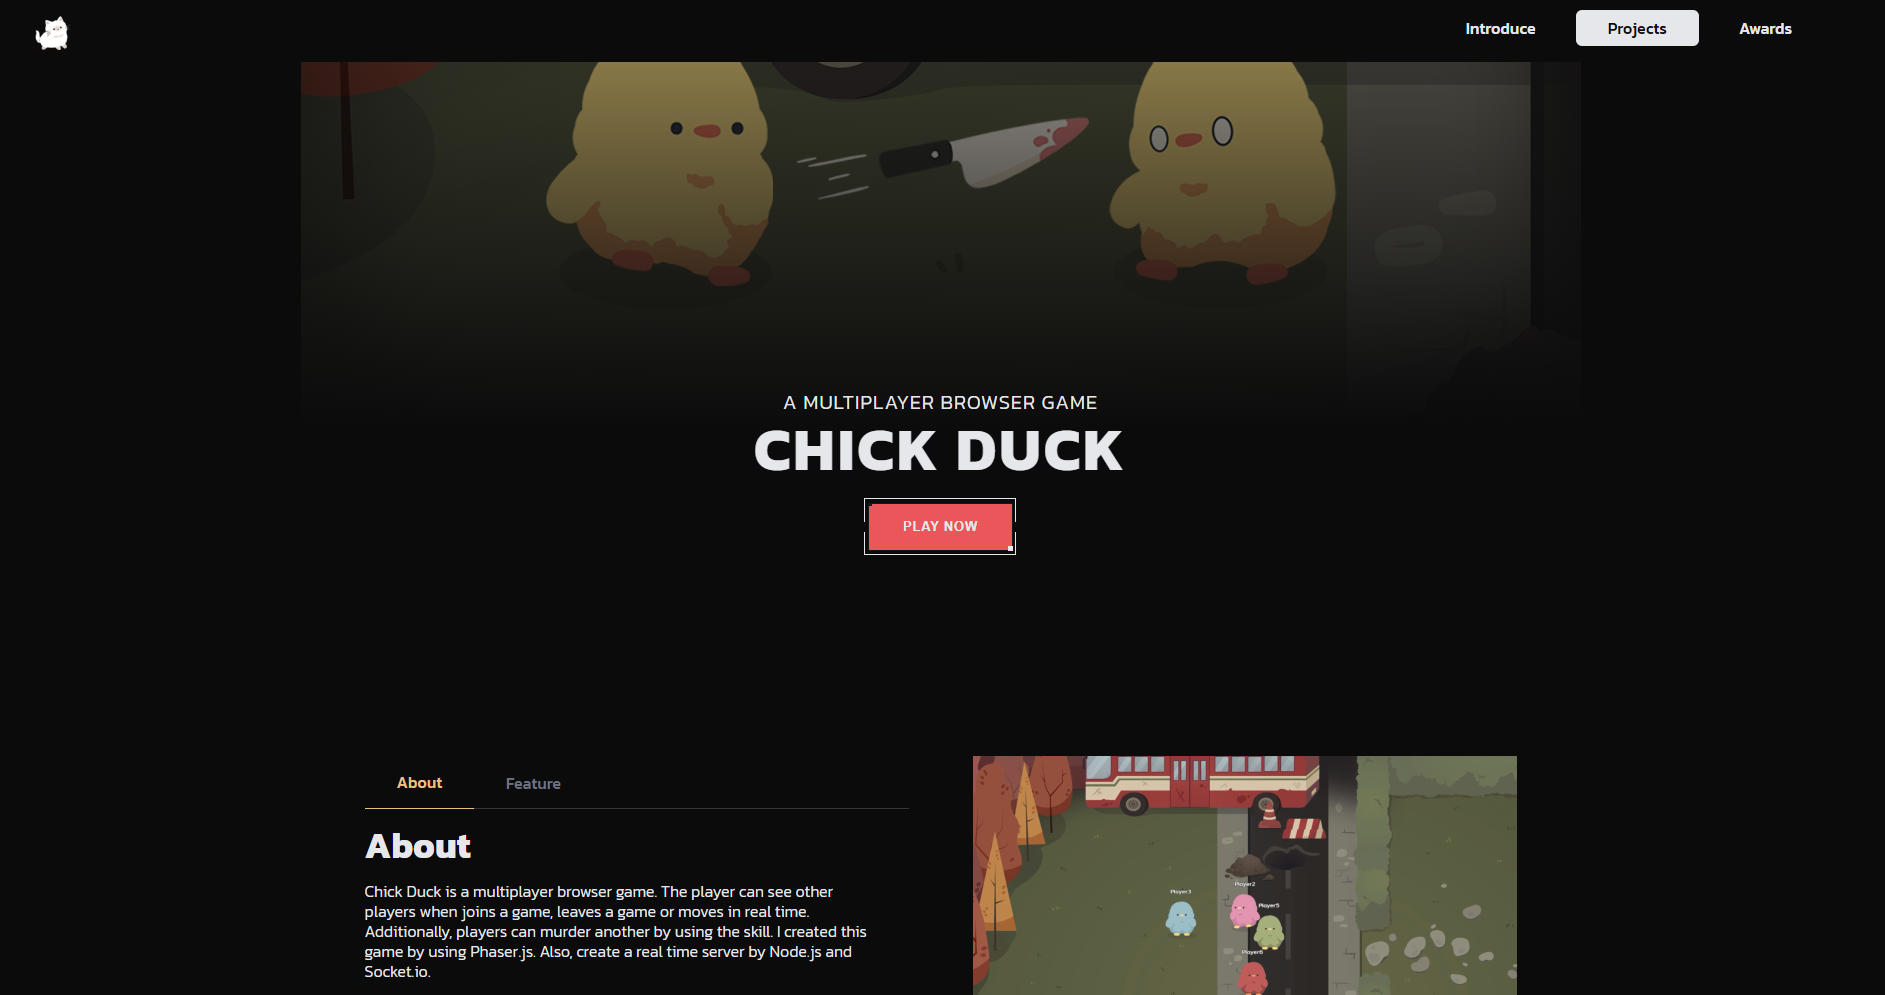 Introduce
Projects
Awards
A MULTIPLAYER BROWSER GAME
CHICK DUCK
PLAY NOW
About
Feature
About
Chick Duck is a multiplayer browser game. The player can see other
players when joins a game, leaves a game or moves in real time.
Additionally, players can murder another by using the skill. I created this
game by using Phaser.js. Also, create a real time server by Node.js and
Socket.io.
Player2
Player3
Player5
Player6